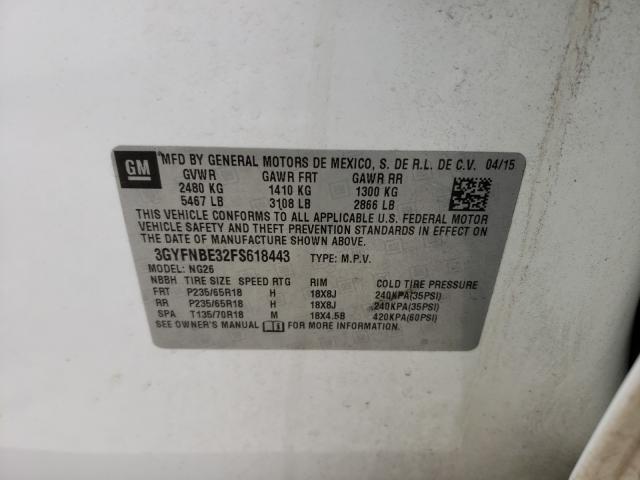 GM
MFD BY GENERAL MOTORS DE MEXICO, S. DE R.L. DE C.V. 04/15
GVWR GAWR FRT GAWR RR
2480 KG 1410 KG 1300 KG
5467 LB 3108 LB 2866 LB
THIS VEHICLE CONFORMS TO ALL APPLICABLE U.S. FEDERAL MOTOR
VEHICLE SAFETY AND THEFT PREVENTION STANDARDS IN EFFECT
ON THE DATE OF MANUFACTURE SHOWN ABOVE.
3GYFNBE32FS618443 TYPE: M.P.V.
MODEL: NG26
NBBH TIRE SIZE SPEED RTG RIM COLD TIRE PRESSURE
FRT P235/65R18 H 18X8J 240KPA(35PSI)
RR P235/65R18 H 18X8J 240KPA(35PSI)
SPA T135/70R18 M 18X4.5B 420KPA(60PSI)
SEE OWNER'S MANUAL FOR MORE INFORMATION.